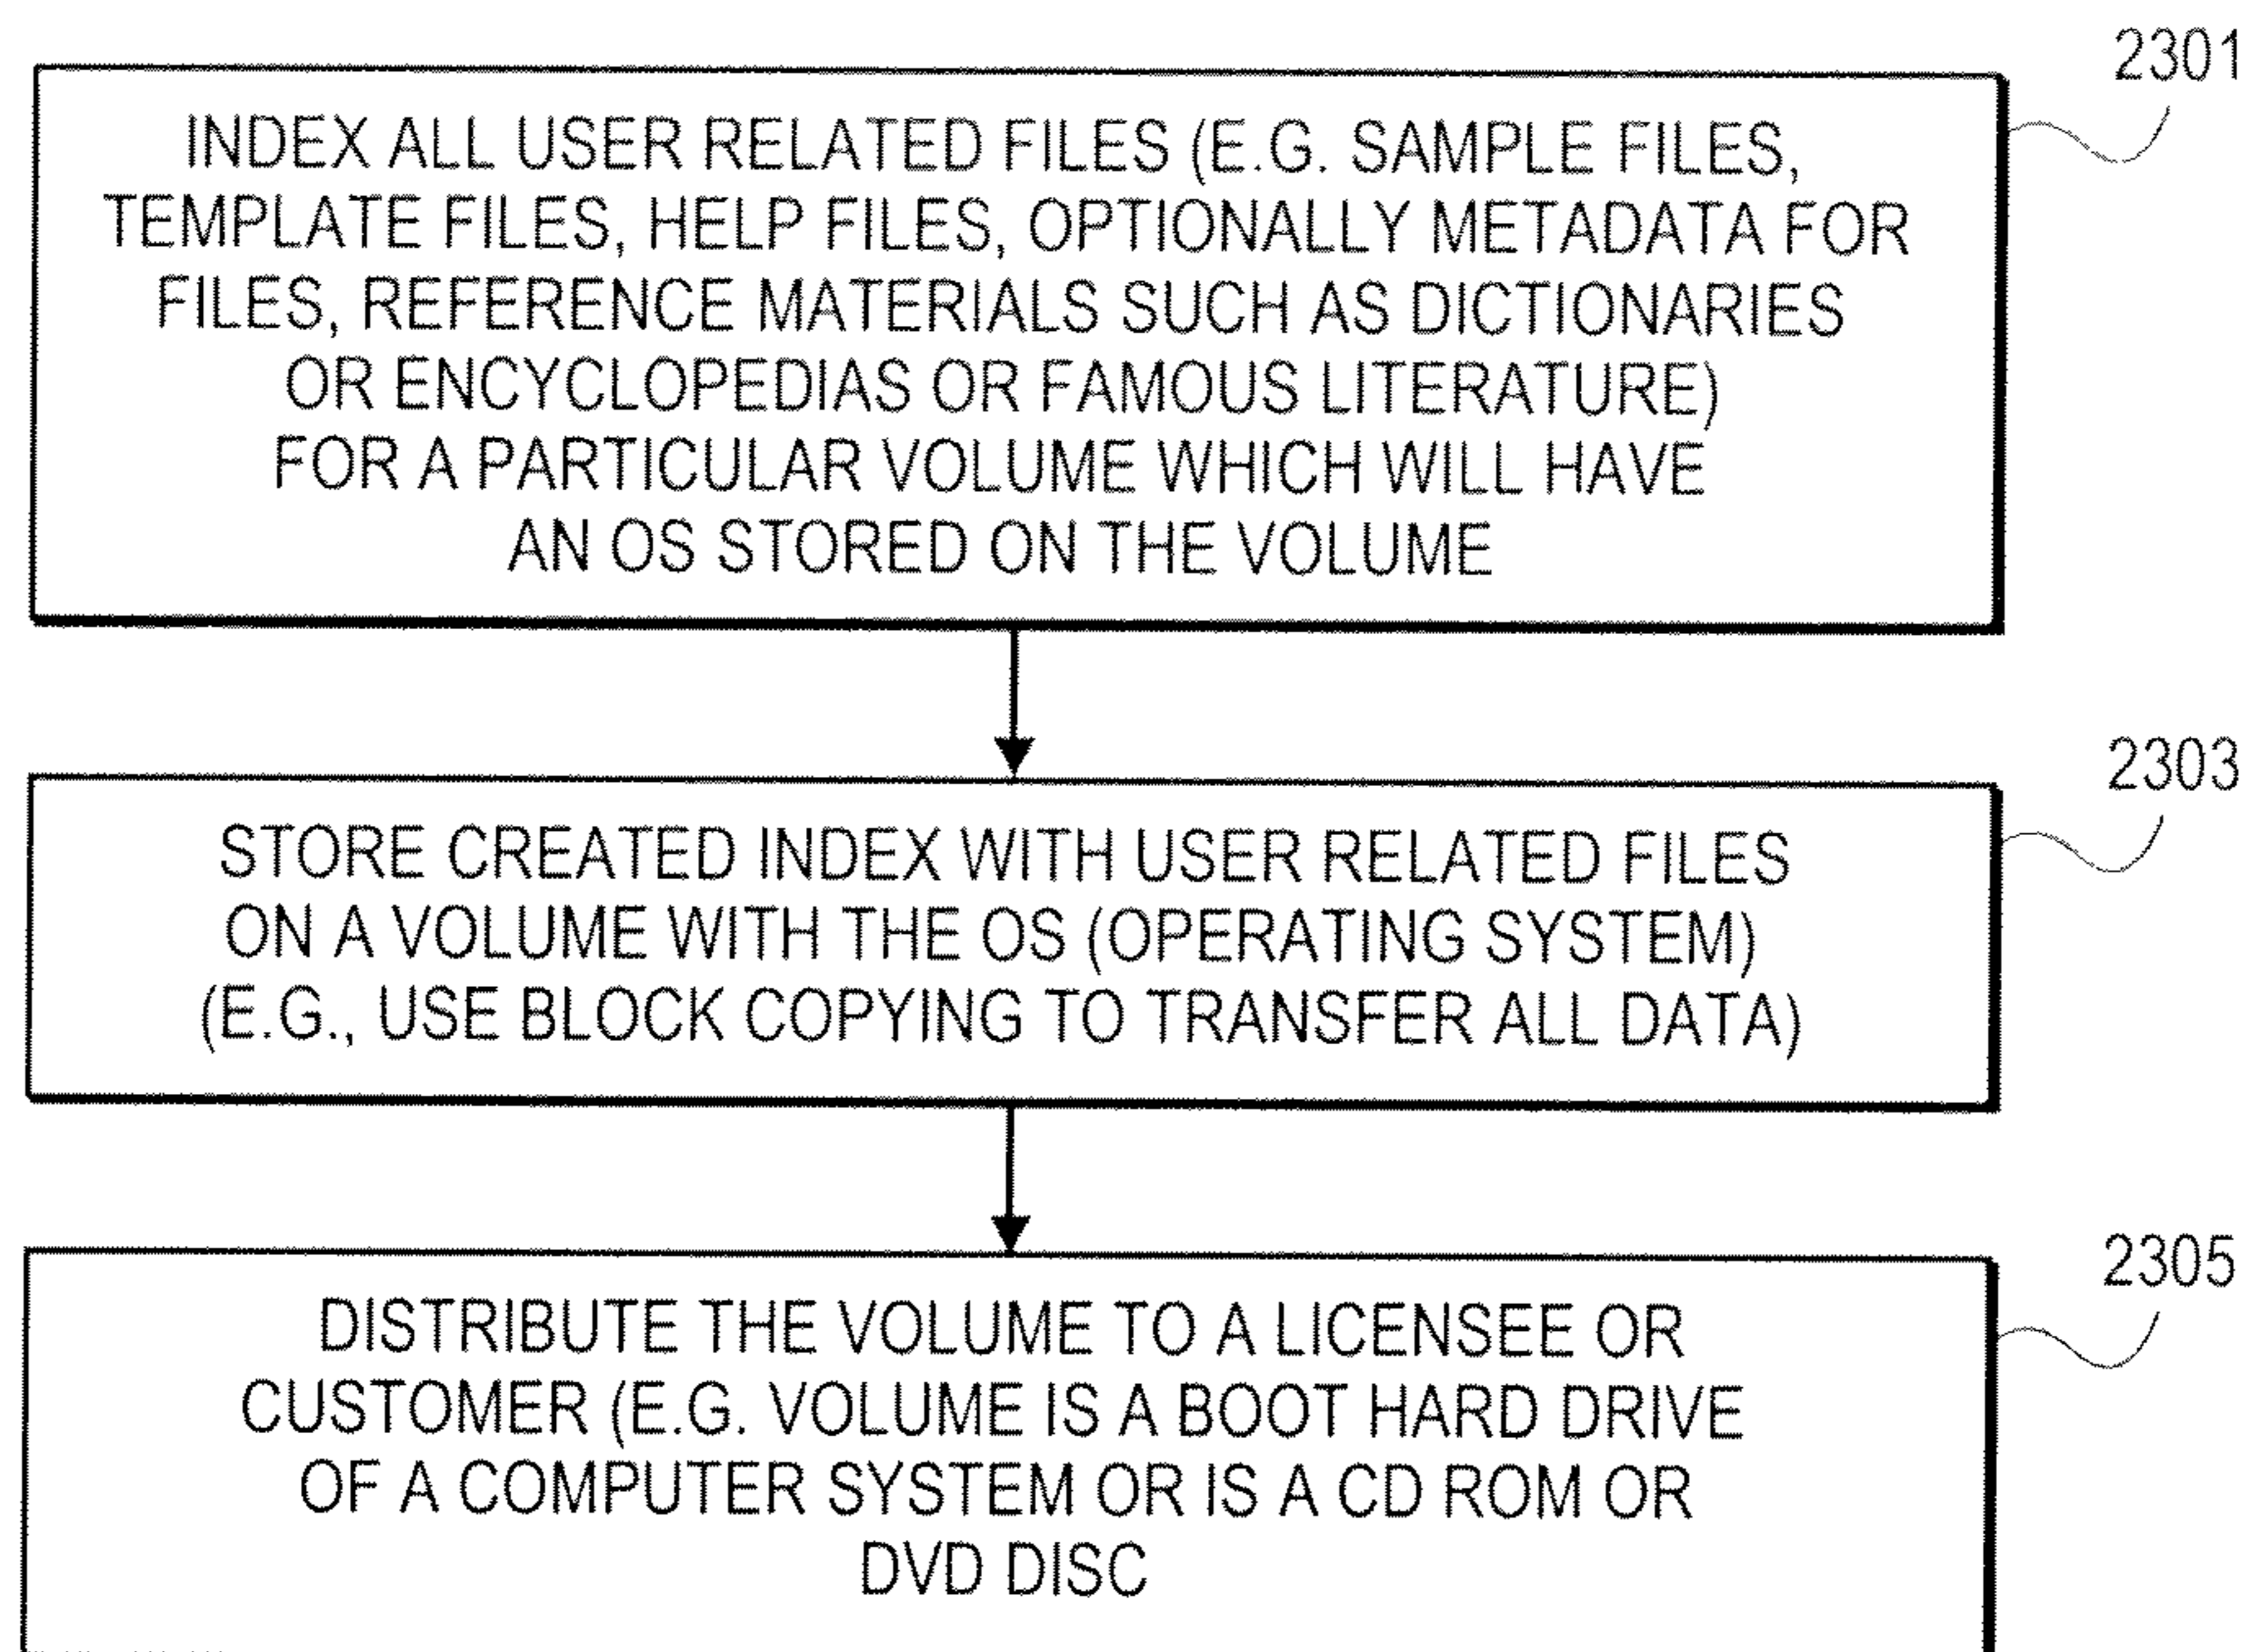 2301
INDEX ALL USER RELATED FILES (E.G. SAMPLE FILES,
TEMPLATE FILES, HELP FILES, OPTIONALLY METADATA FOR
FILES, REFERENCE MATERIALS SUCH AS DICTIONARIES
OR ENCYCLOPEDIAS OR FAMOUS LITERATURE)
FOR A PARTICULAR VOLUME WHICH WILL HAVE
AN OS STORED ON THE VOLUME
2303
STORE CREATED INDEX WITH USER RELATED FILES
ON A VOLUME WITH THE OS (OPERATING SYSTEM)
(E.G., USE BLOCK COPYING TO TRANSFER ALL DATA)
2305
DISTRIBUTE THE VOLUME TO A LICENSEE OR
CUSTOMER (E.G. VOLUME IS A BOOT HARD DRIVE
OF A COMPUTER SYSTEM OR IS A CD ROM OR
DVD DISC